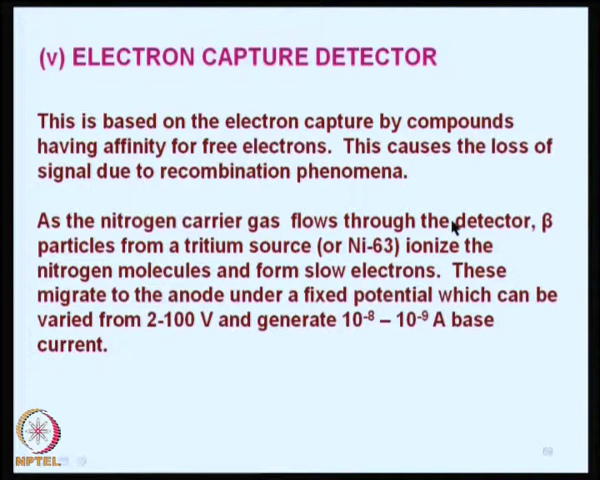 (v) ELECTRON CAPTURE DETECTOR
This is based on the electron capture by compounds
having affinity for free electrons. This causes the loss of
signal due to recombination phenomena.
As the nitrogen carrier gas flows through the detector, β
particles from a tritium source (or Ni-63) ionize the
nitrogen molecules and form slow electrons. These
migrate to the anode under a fixed potential which can be
varied from 2-100 V and generate 10⁻⁸ – 10⁻⁹ A base
current.
NPTEL